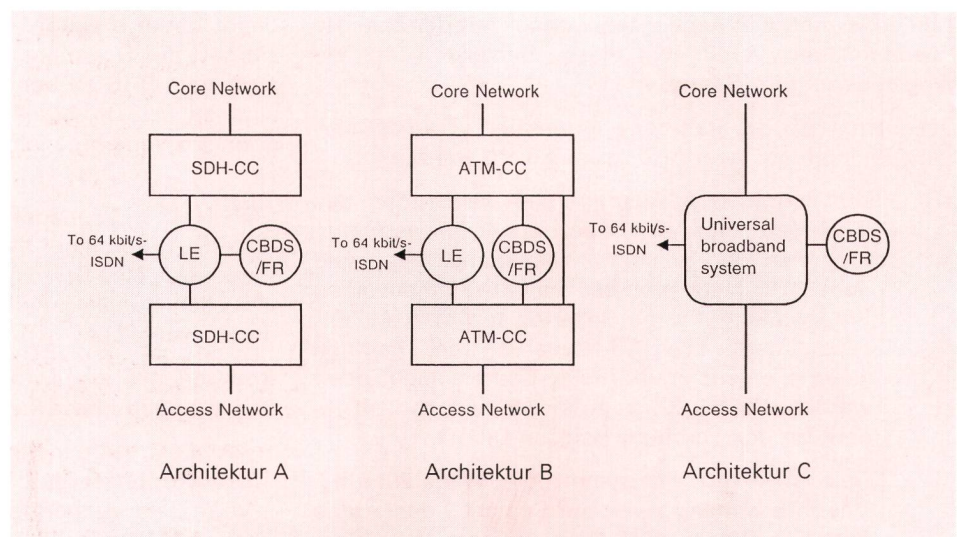 Core Network
SDH-CC
To 64 kbit/s-
ISDN
LE
CBDS
/FR
SDH-CC
Access Network
Architektur A
Core Network
ATM-CC
To 64 kbit/s-
ISDN
LE
CBDS
/FR
ATM-CC
Access Network
Architektur B
Core Network
To 64 kbit/s-
ISDN
Universal
broadband
system
CBDS
/FR
Access Network
Architektur C